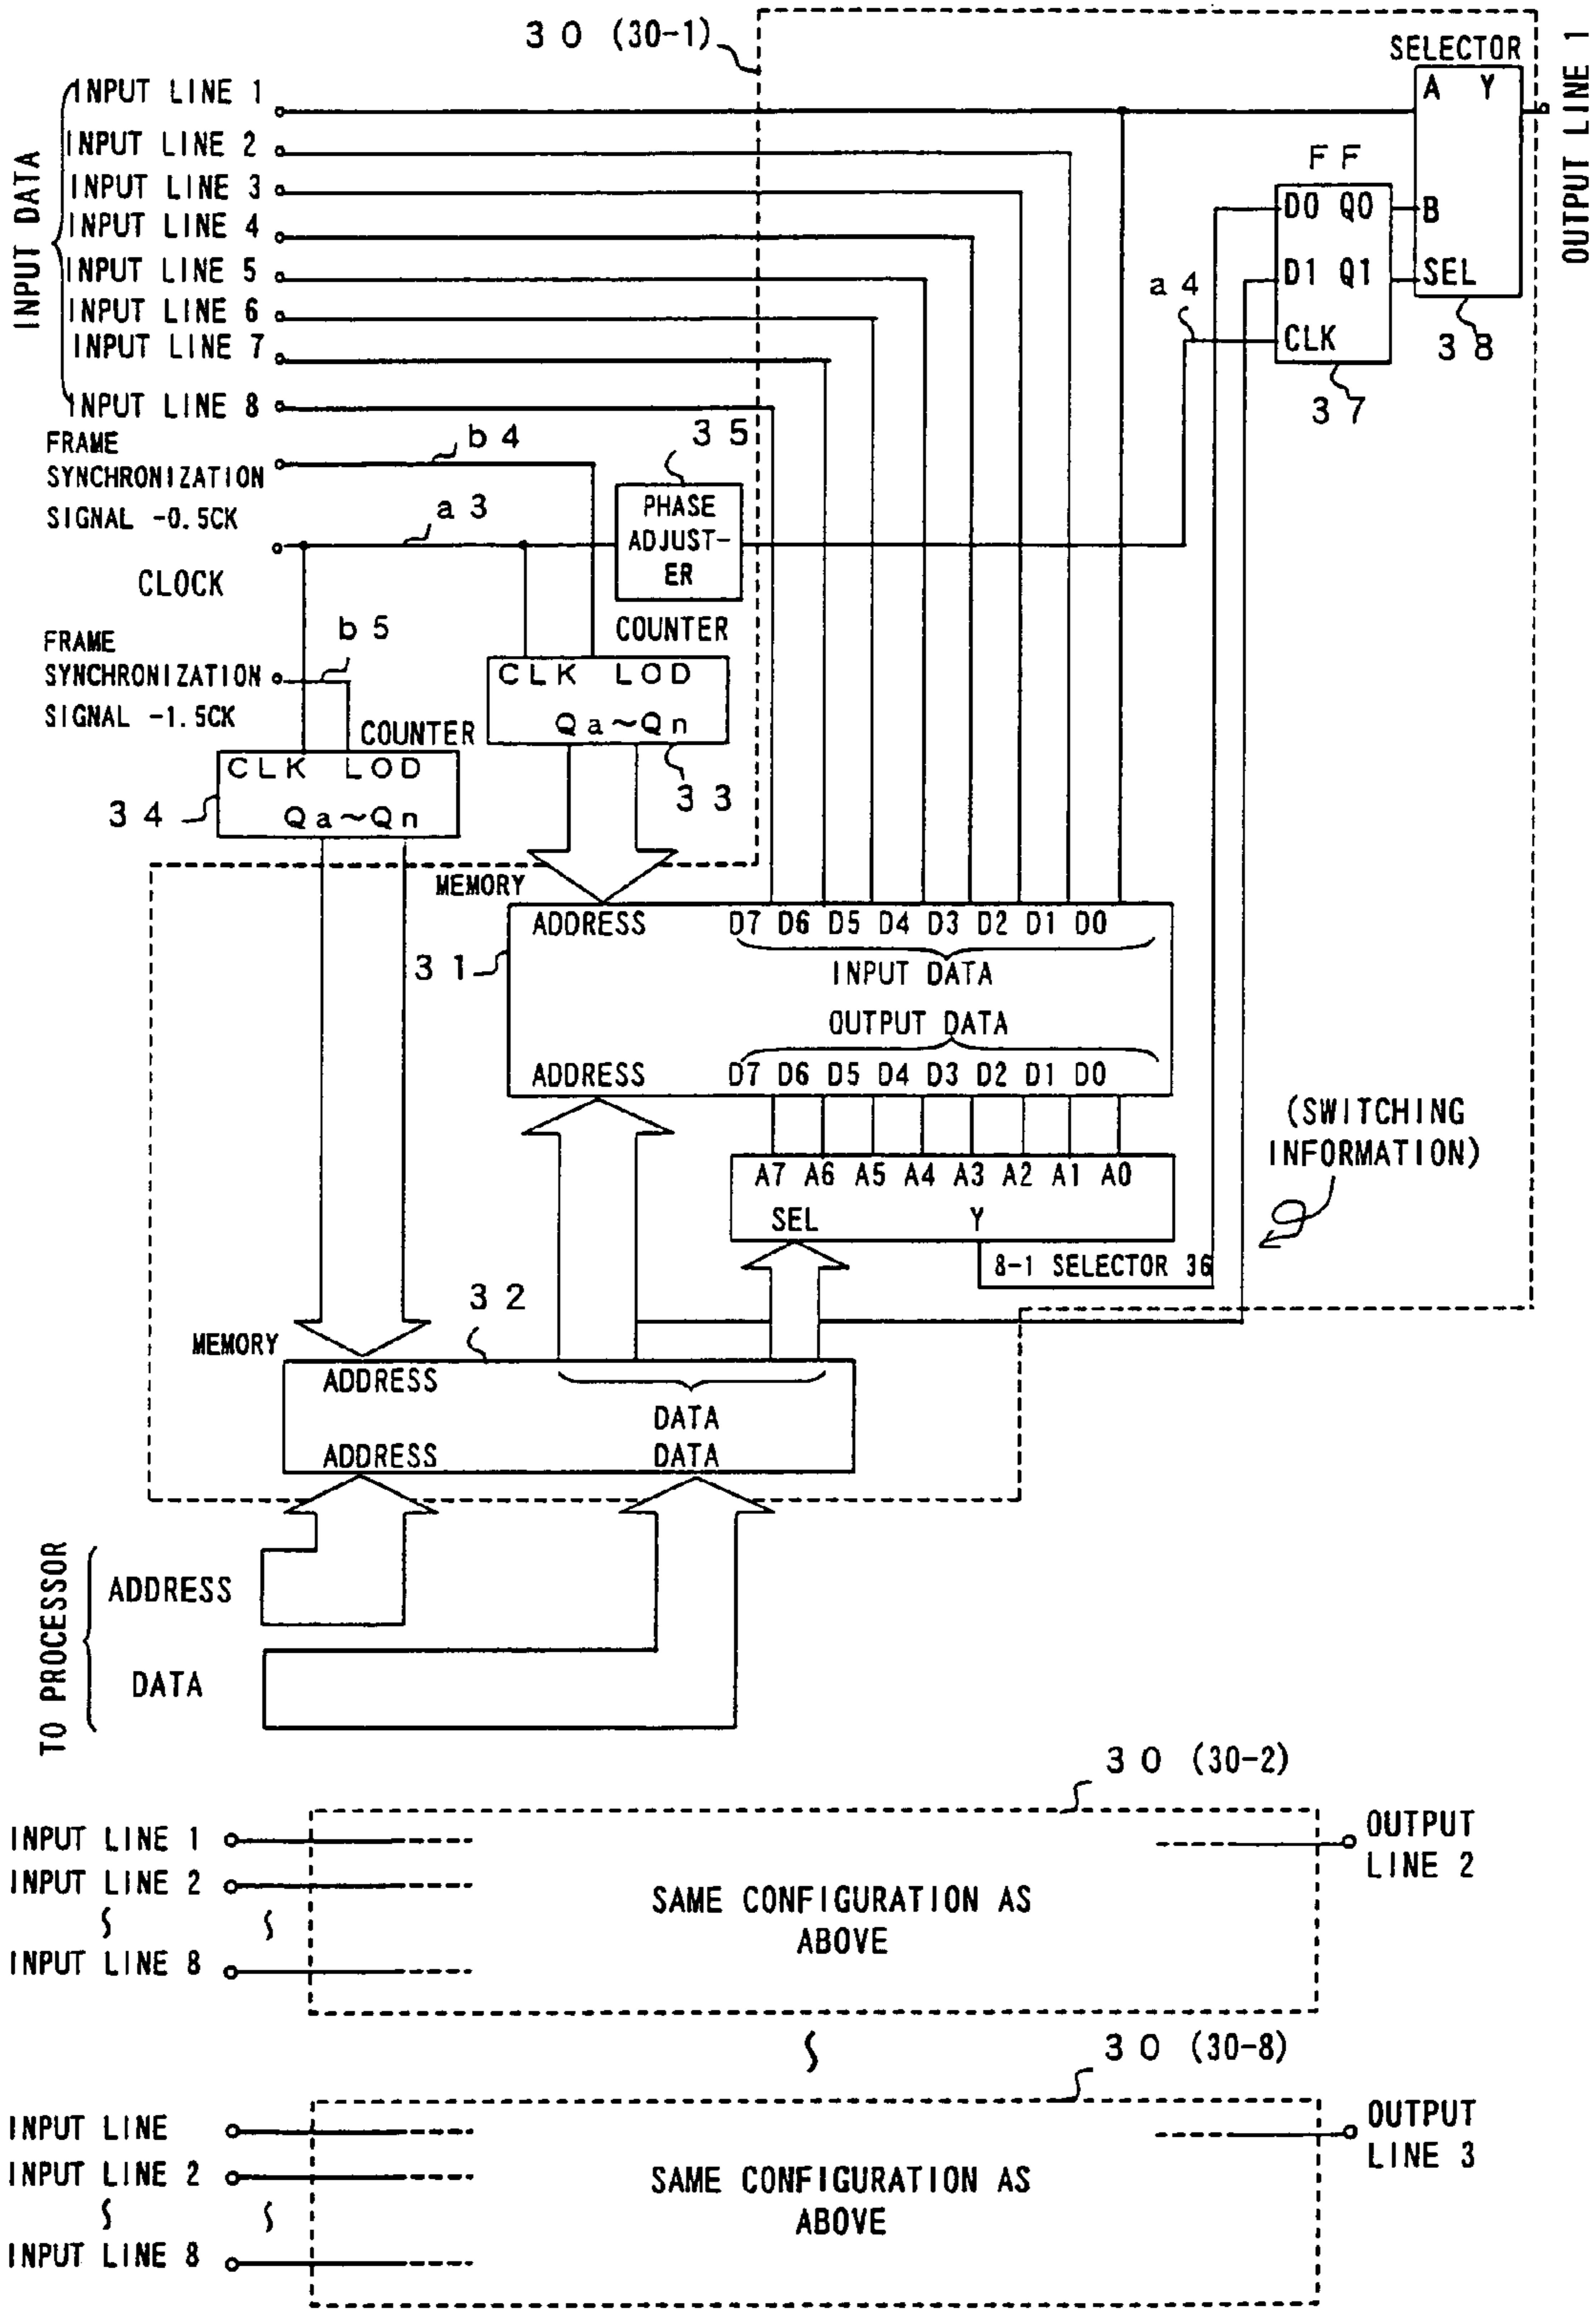 30 (30-1)
SELECTOR
A Y
B
SEL
38
OUTPUT LINE 1
INPUT DATA
INPUT LINE 1
INPUT LINE 2
INPUT LINE 3
INPUT LINE 4
INPUT LINE 5
INPUT LINE 6
INPUT LINE 7
INPUT LINE 8
FF
D0 Q0
D1 Q1
CLK
37
a4
FRAME
SYNCHRONIZATION
SIGNAL -0.5CK
b4
35
a3
PHASE
ADJUST-
ER
CLOCK
FRAME
SYNCHRONIZATION
SIGNAL -1.5CK
b5
COUNTER
CLK LOD
Qa~Qn
33
COUNTER
CLK LOD
Qa~Qn
34
MEMORY
31
ADDRESS D7 D6 D5 D4 D3 D2 D1 D0
INPUT DATA
OUTPUT DATA
ADDRESS D7 D6 D5 D4 D3 D2 D1 D0
(SWITCHING
INFORMATION)
A7 A6 A5 A4 A3 A2 A1 A0
SEL Y
8-1 SELECTOR 36
32
MEMORY
ADDRESS
DATA
ADDRESS DATA
TO PROCESSOR
ADDRESS
DATA
30 (30-2)
INPUT LINE 1
INPUT LINE 2
INPUT LINE 8
SAME CONFIGURATION AS
ABOVE
OUTPUT
LINE 2
30 (30-8)
INPUT LINE
INPUT LINE 2
INPUT LINE 8
SAME CONFIGURATION AS
ABOVE
OUTPUT
LINE 3